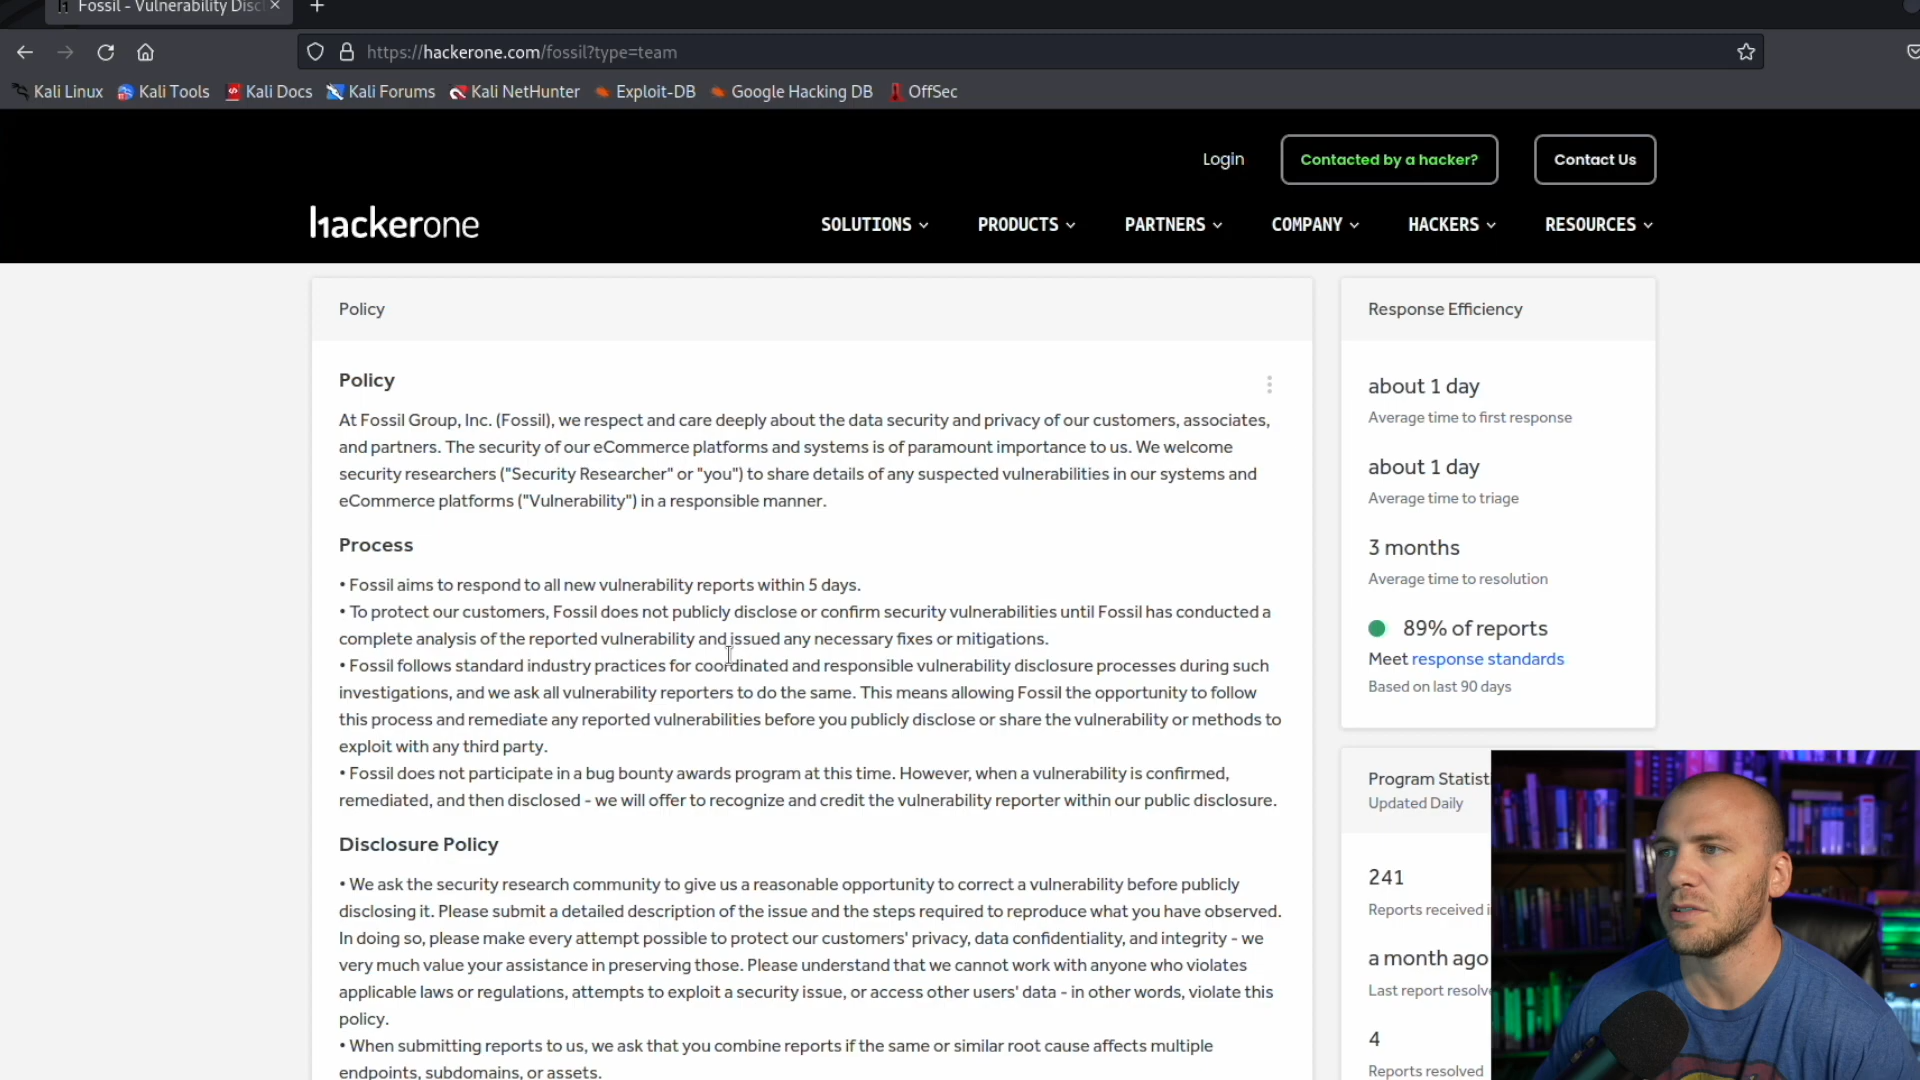 Fossil - Vulnerability Discl
https://hackerone.com/fossil?type=team
Kali Linux Kali Tools Kali Docs Kali Forums Kali NetHunter Exploit-DB Google Hacking DB OffSec
Login Contacted by a hacker? Contact Us
hackerone
SOLUTIONS PRODUCTS PARTNERS COMPANY HACKERS RESOURCES
Policy
Policy
At Fossil Group, Inc. (Fossil), we respect and care deeply about the data security and privacy of our customers, associates,
and partners. The security of our eCommerce platforms and systems is of paramount importance to us. We welcome
security researchers ("Security Researcher" or "you") to share details of any suspected vulnerabilities in our systems and
eCommerce platforms ("Vulnerability") in a responsible manner.
Process
• Fossil aims to respond to all new vulnerability reports within 5 days.
• To protect our customers, Fossil does not publicly disclose or confirm security vulnerabilities until Fossil has conducted a
complete analysis of the reported vulnerability and issued any necessary fixes or mitigations.
• Fossil follows standard industry practices for coordinated and responsible vulnerability disclosure processes during such
investigations, and we ask all vulnerability reporters to do the same. This means allowing Fossil the opportunity to follow
this process and remediate any reported vulnerabilities before you publicly disclose or share the vulnerability or methods to
exploit with any third party.
• Fossil does not participate in a bug bounty awards program at this time. However, when a vulnerability is confirmed,
remediated, and then disclosed - we will offer to recognize and credit the vulnerability reporter within our public disclosure.
Disclosure Policy
• We ask the security research community to give us a reasonable opportunity to correct a vulnerability before publicly
disclosing it. Please submit a detailed description of the issue and the steps required to reproduce what you have observed.
In doing so, please make every attempt possible to protect our customers' privacy, data confidentiality, and integrity - we
very much value your assistance in preserving those. Please understand that we cannot work with anyone who violates
applicable laws or regulations, attempts to exploit a security issue, or access other users' data - in other words, violate this
policy.
• When submitting reports to us, we ask that you combine reports if the same or similar root cause affects multiple
endpoints, subdomains, or assets.
Response Efficiency
about 1 day
Average time to first response
about 1 day
Average time to triage
3 months
Average time to resolution
89% of reports
Meet response standards
Based on last 90 days
Program Statist
Updated Daily
241
Reports received i
a month ago
Last report resolve
4
Reports resolved